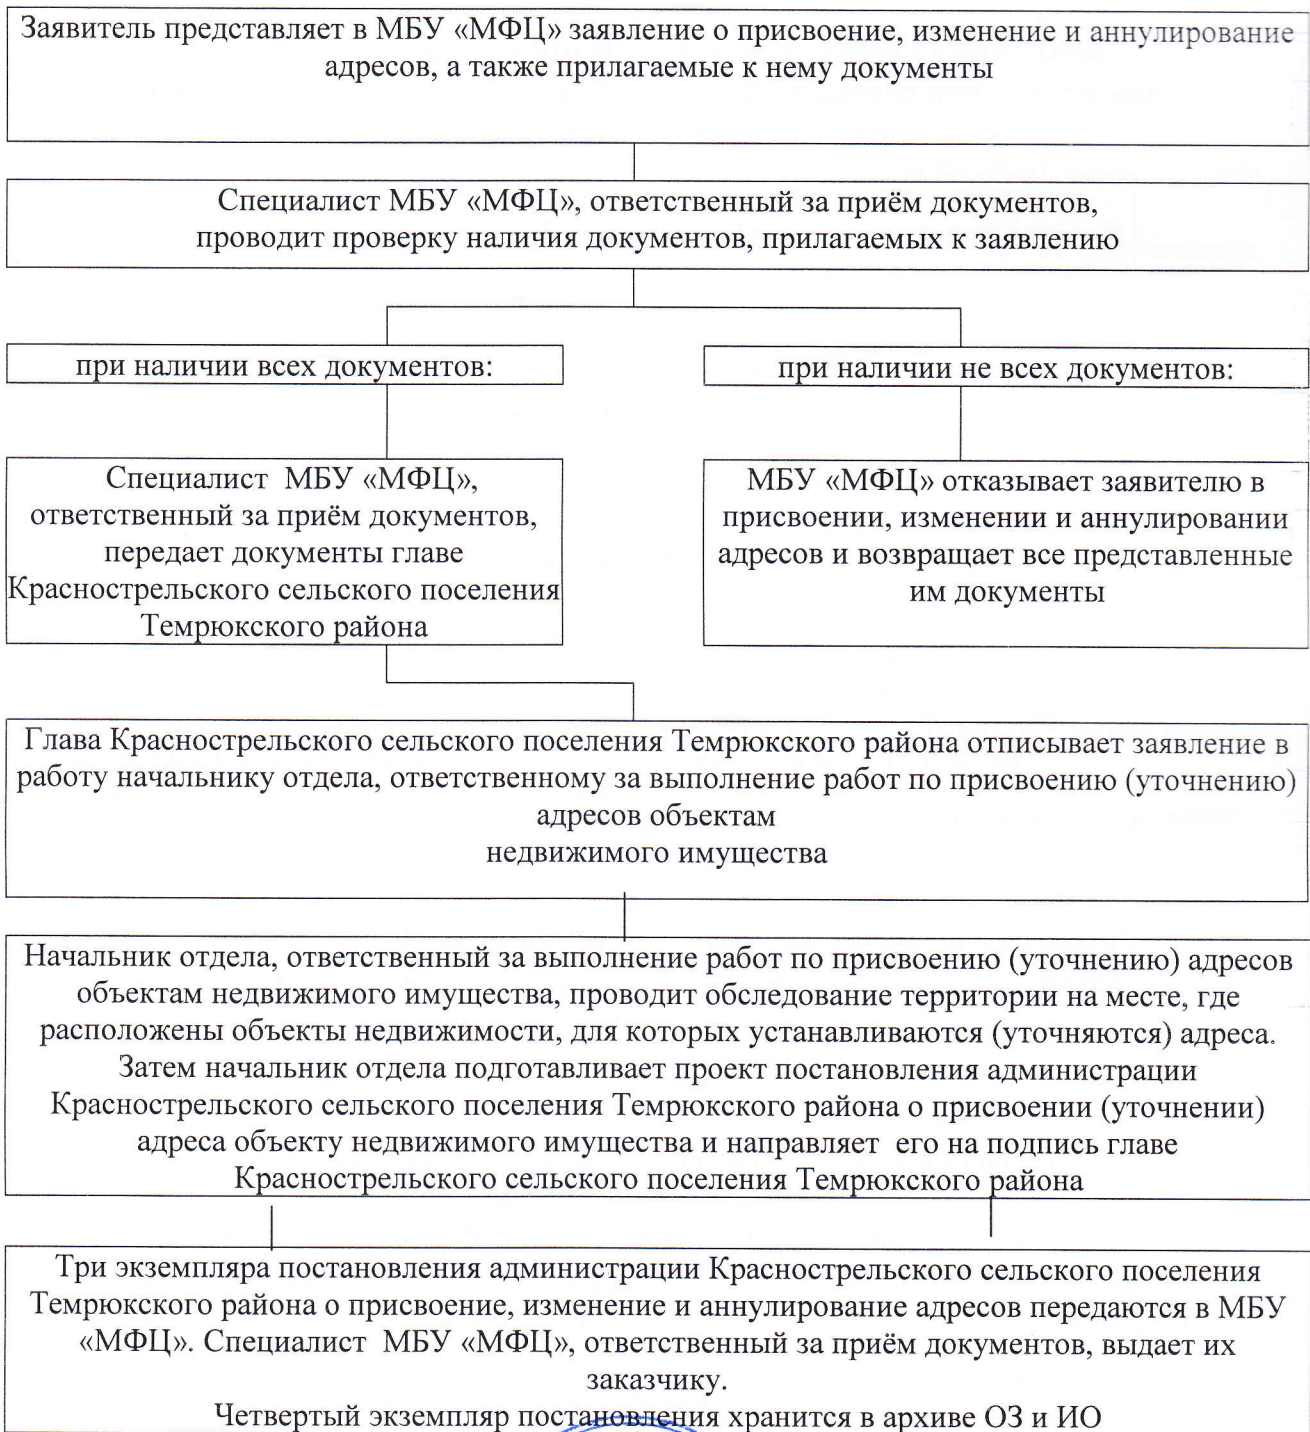 Заявитель представляет в МБУ «МФЦ» заявление о присвоение, изменение и аннулирование
адресов, а также прилагаемые к нему документы
Специалист МБУ «МФЦ», ответственный за приём документов,
проводит проверку наличия документов, прилагаемых к заявлению
при наличии всех документов:
при наличии не всех документов:
Специалист МБУ «МФЦ»,
ответственный за приём документов,
передает документы главе
Краснострельского сельского поселения
Темрюкского района
МБУ «МФЦ» отказывает заявителю в
присвоении, изменении и аннулировании
адресов и возвращает все представленные
им документы
Глава Краснострельского сельского поселения Темрюкского района отписывает заявление в
работу начальнику отдела, ответственному за выполнение работ по присвоению (уточнению)
адресов объектам
недвижимого имущества
Начальник отдела, ответственный за выполнение работ по присвоению (уточнению) адресов
объектам недвижимого имущества, проводит обследование территории на месте, где
расположены объекты недвижимости, для которых устанавливаются (уточняются) адреса.
Затем начальник отдела подготавливает проект постановления администрации
Краснострельского сельского поселения Темрюкского района о присвоении (уточнении)
адреса объекту недвижимого имущества и направляет его на подпись главе
Краснострельского сельского поселения Темрюкского района
Три экземпляра постановления администрации Краснострельского сельского поселения
Темрюкского района о присвоение, изменение и аннулирование адресов передаются в МБУ
«МФЦ». Специалист МБУ «МФЦ», ответственный за приём документов, выдает их
заказчику.
Четвертый экземпляр постановления хранится в архиве ОЗ и ИО